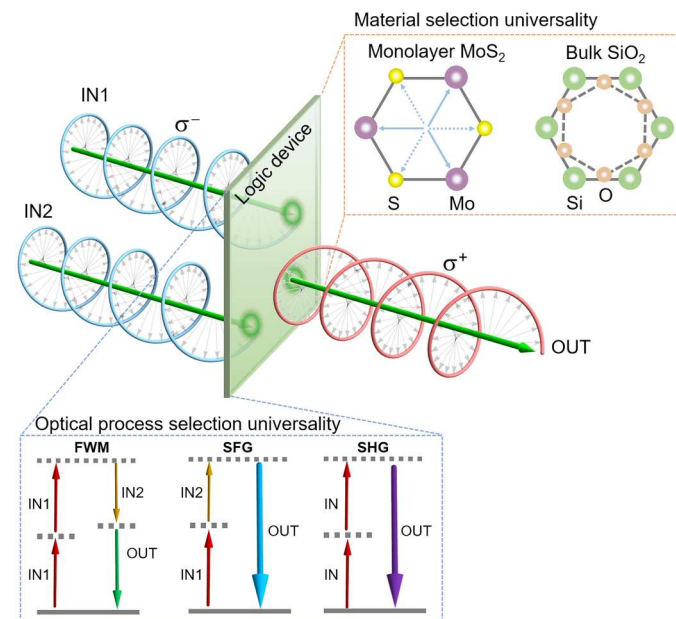 Material selection universality
Monolayer MoS₂
Bulk SiO₂
S
Mo
Si
O
IN1
σ⁻
Logic device
IN2
σ⁺
OUT
Optical process selection universality
FWM
SFG
SHG
IN1
IN2
IN1
OUT
IN2
IN1
OUT
IN
IN
OUT